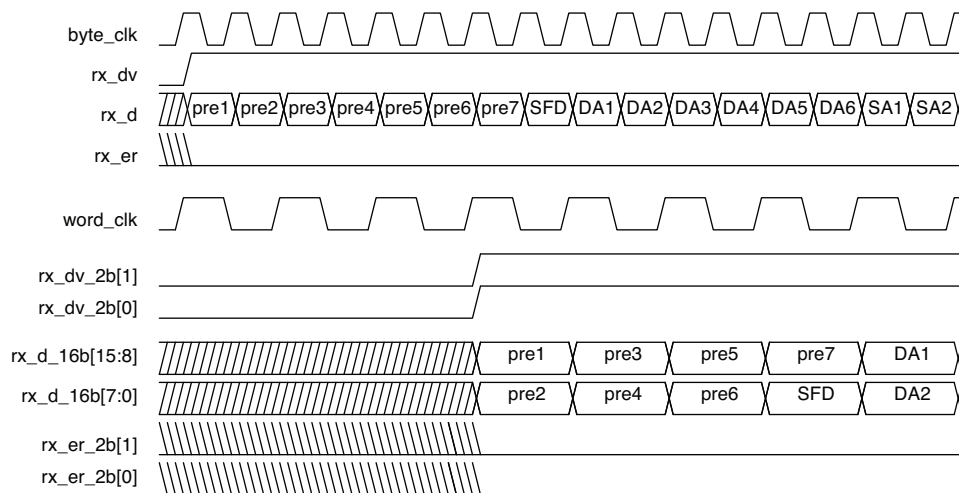 byte_clk
rx_dv
rx_d pre1 pre2 pre3 pre4 pre5 pre6 pre7 SFD DA1 DA2 DA3 DA4 DA5 DA6 SA1 SA2
rx_er
word_clk
rx_dv_2b[1]
rx_dv_2b[0]
rx_d_16b[15:8] pre1 pre3 pre5 pre7 DA1
rx_d_16b[7:0] pre2 pre4 pre6 SFD DA2
rx_er_2b[1]
rx_er_2b[0]